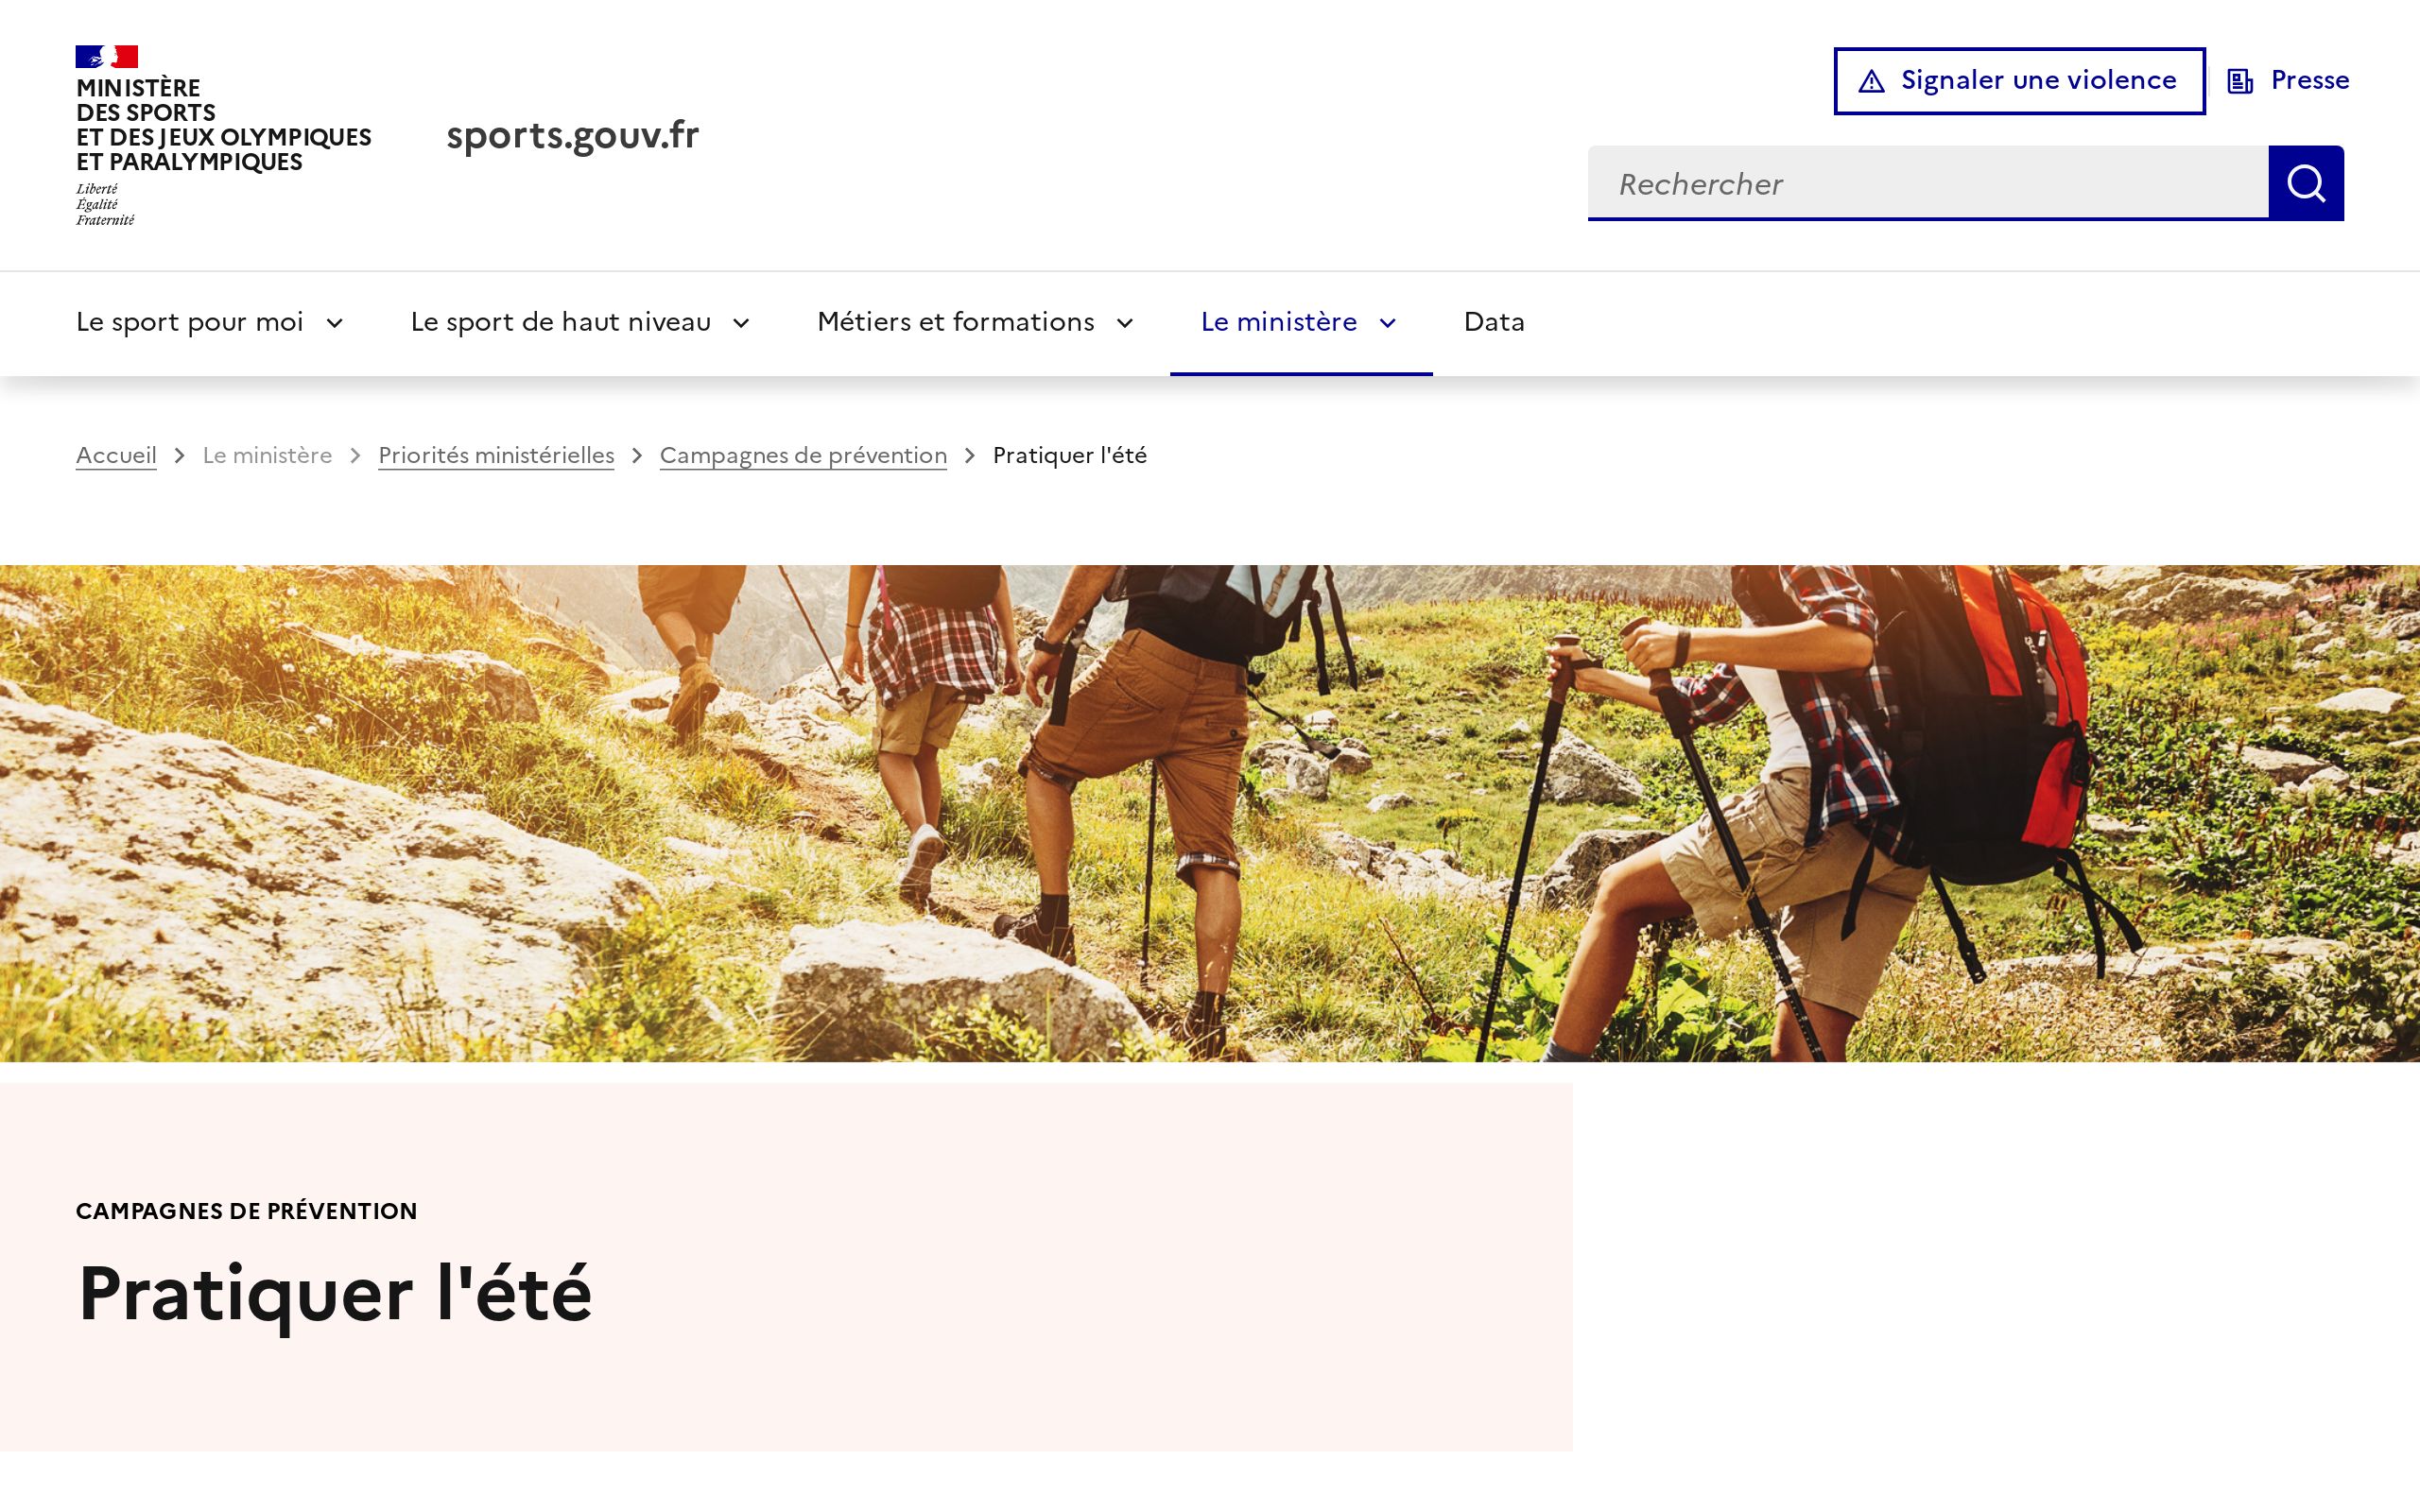 MINISTÈRE
DES SPORTS
ET DES JEUX OLYMPIQUES
ET PARALYMPIQUES
Liberté
Égalité
Fraternité
sports.gouv.fr
Signaler une violence
Presse
Rechercher
Le sport pour moi
Le sport de haut niveau
Métiers et formations
Le ministère
Data
Accueil > Le ministère > Priorités ministérielles > Campagnes de prévention > Pratiquer l'été
CAMPAGNES DE PRÉVENTION
Pratiquer l'été